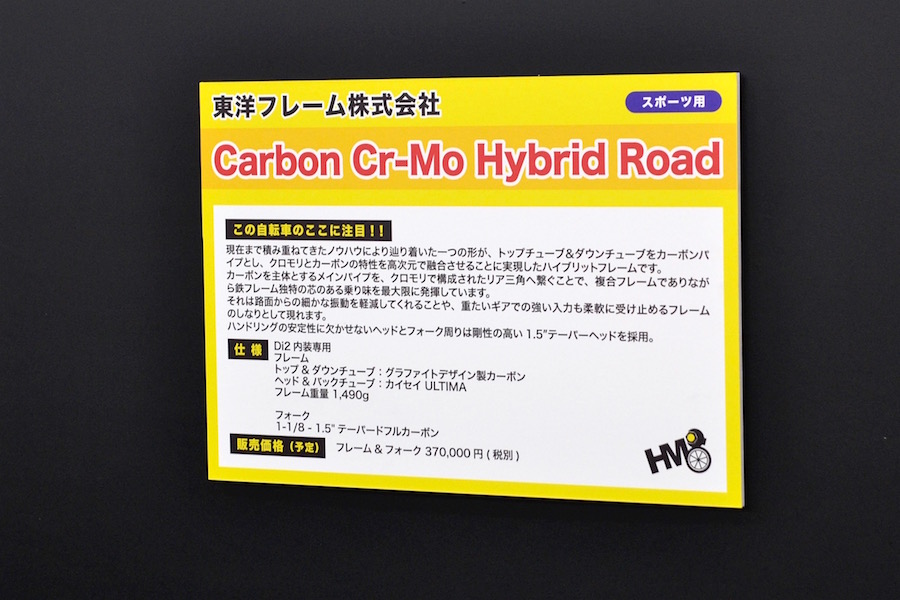 東洋フレーム株式会社
スポーツ用
Carbon Cr-Mo Hybrid Road
この自転車のここに注目!!
現在まで積み重ねてきたノウハウにより辿り着いた一つの形が、トップチューブ&ダウンチューブをカーボンパ
イプとし、クロモリとカーボンの特性を高次元で融合させることに実現したハイブリットフレームです。
カーボンを主体とするメインパイプを、クロモリで構成されたリア三角へ繋ぐことで、複合フレームでありなが
ら鉄フレーム独特の芯のある乗り味を最大限に発揮しています。
それは路面からの細かな振動を軽減してくれることや、重たいギアでの強い入力も柔軟に受け止めるフレーム
のしなりとして現れます。
ハンドリングの安定性に欠かせないヘッドとフォーク周りは剛性の高い 1.5"テーパーヘッドを採用。
仕様
Di2 内装専用
フレーム
トップ & ダウンチューブ:グラファイトデザイン製カーボン
ヘッド & バックチューブ:カイセイ ULTIMA
フレーム重量 1,490g
フォーク
1-1/8 - 1.5" テーパードフルカーボン
販売価格(予定) フレーム & フォーク 370,000 円 ( 税別 )
HM